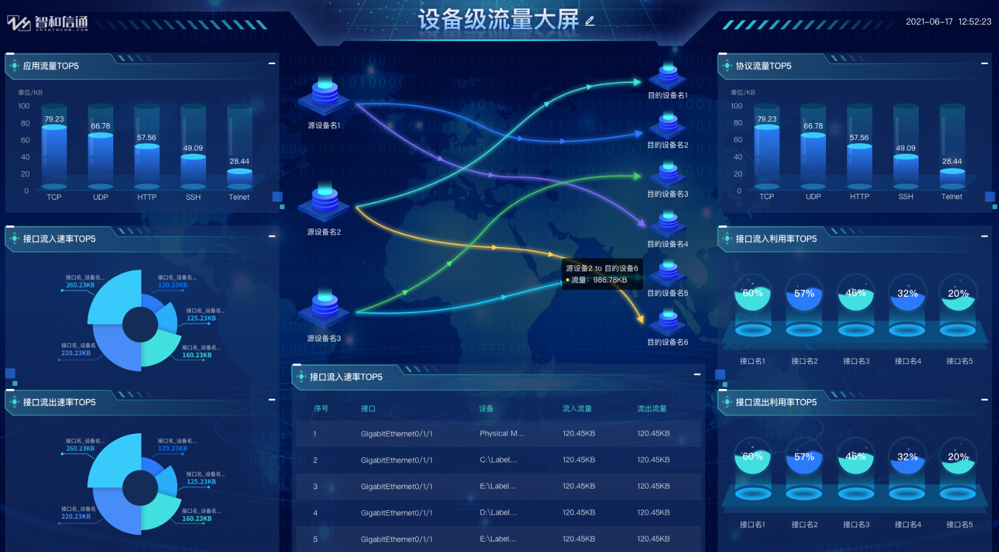 智和信通
zhtelecom.com
设备级流量大屏
2021-06-17 12:52:23
应用流量TOP5
单位/KB
100
80
60
40
20
0
79.23
66.78
57.56
49.09
28.44
TCP
UDP
HTTP
SSH
Telnet
接口流入速率TOP5
接口名_设备名...
260.23KB
接口名_设备名...
120.23KB
接口名_设备名...
125.23KB
接口名_设备名
220.23KB
接口名_设备名...
160.23KB
接口流出速率TOP5
接口名_设备名...
260.23KB
接口名_设备名...
120.23KB
接口名_设备名...
125.23KB
接口名_设备名
220.23KB
接口名_设备名...
160.23KB
源设备名1
源设备名2
源设备名3
目的设备名1
目的设备名2
目的设备名3
目的设备名4
目的设备名5
目的设备名6
源设备2 to 目的设备6
流量：986.78KB
接口流入速率TOP5
序号 接口 设备 流入流量 流出流量
1 GigabitEthernet0/1/1 Physical M... 120.45KB 120.45KB
2 GigabitEthernet0/1/1 C:\Label... 120.45KB 120.45KB
3 GigabitEthernet0/1/1 E:\Label... 120.45KB 120.45KB
4 GigabitEthernet0/1/1 D:\Label... 120.45KB 120.45KB
5 GigabitEthernet0/1/1 E:\Label... 120.45KB 120.45KB
协议流量TOP5
单位/KB
100
80
60
40
20
0
79.23
66.78
57.56
49.09
28.44
TCP
UDP
HTTP
SSH
Telnet
接口流入利用率TOP5
60%
57%
46%
32%
20%
接口名1
接口名2
接口名3
接口名4
接口名5
接口流出利用率TOP5
60%
57%
46%
32%
20%
接口名1
接口名2
接口名3
接口名4
接口名5